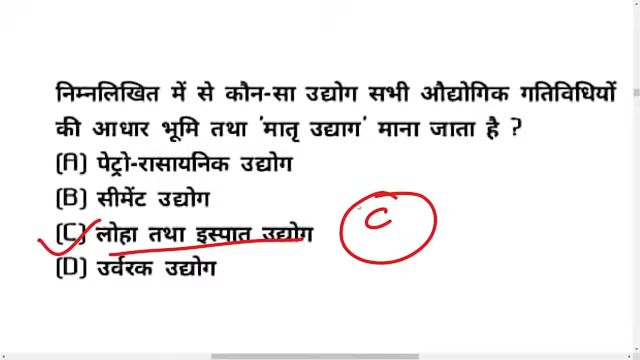 निम्नलिखित में से कौन-सा उद्योग सभी औद्योगिक गतिविधियों
की आधार भूमि तथा 'मातृ उद्याग' माना जाता है ?
(A) पेट्रो-रासायनिक उद्योग
(B) सीमेंट उद्योग
(C) लोहा तथा इस्पात उद्योग
C
(D) उर्वरक उद्योग